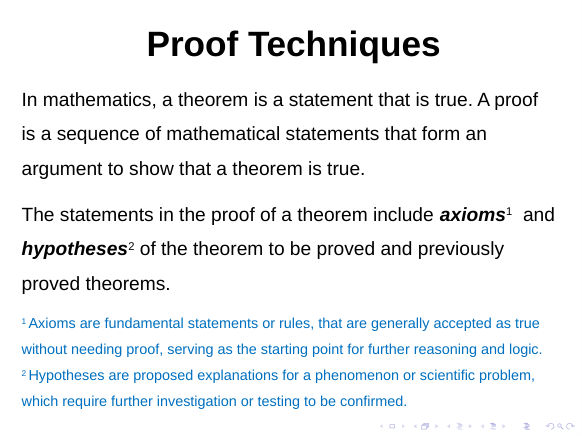 Proof Techniques
In mathematics, a theorem is a statement that is true. A proof
is a sequence of mathematical statements that form an
argument to show that a theorem is true.
The statements in the proof of a theorem include axioms¹ and
hypotheses² of the theorem to be proved and previously
proved theorems.
¹ Axioms are fundamental statements or rules, that are generally accepted as true
without needing proof, serving as the starting point for further reasoning and logic.
² Hypotheses are proposed explanations for a phenomenon or scientific problem,
which require further investigation or testing to be confirmed.